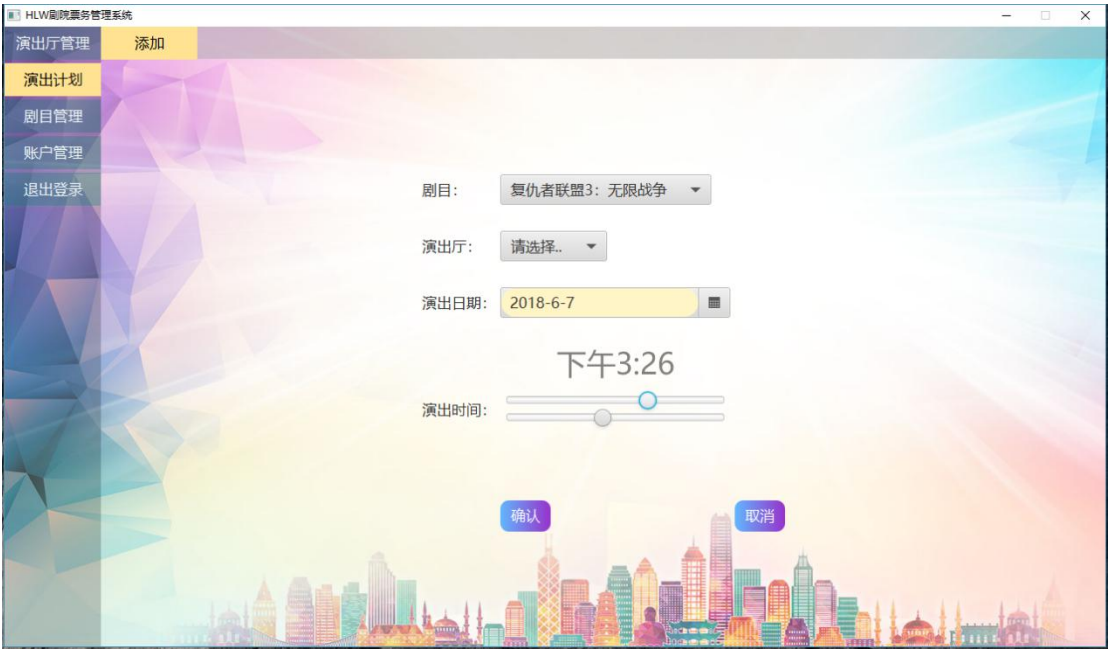 HLW剧院票务管理系统
演出厅管理
添加
演出计划
剧目管理
账户管理
退出登录
剧目：
复仇者联盟3：无限战争
演出厅：
请选择..
演出日期：
2018-6-7
下午3:26
演出时间：
确认
取消